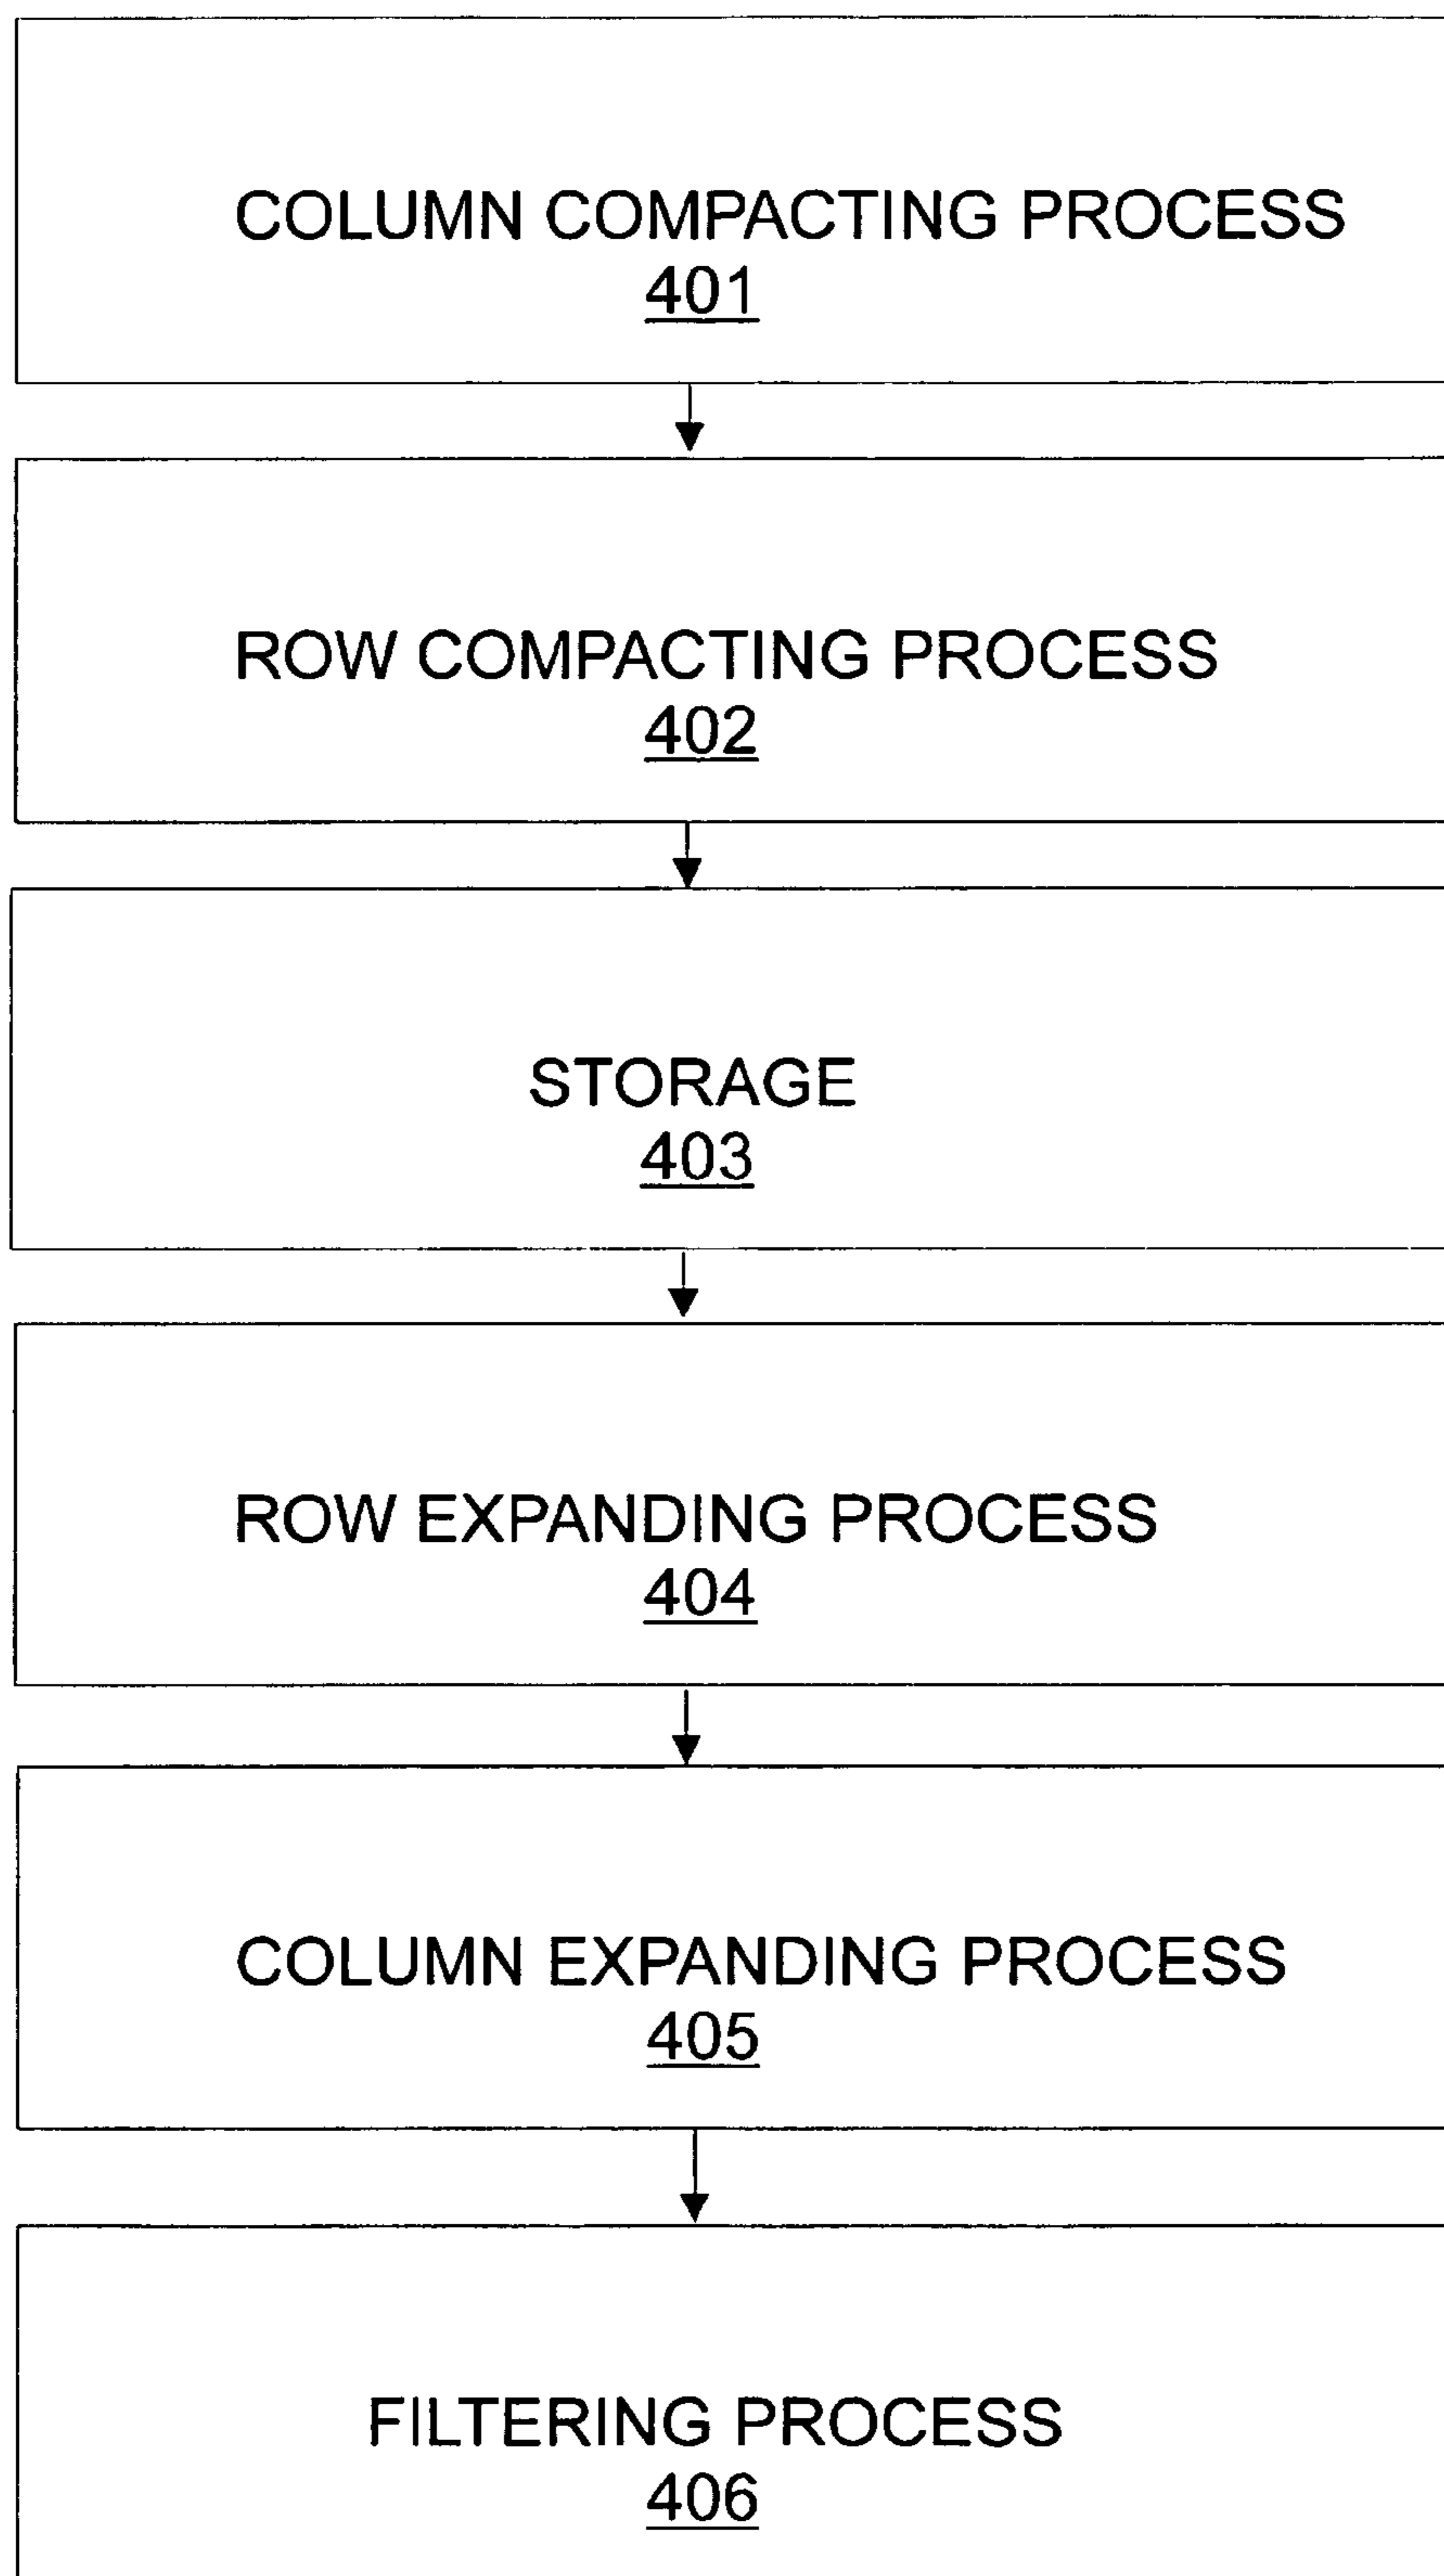 COLUMN COMPACTING PROCESS
401
ROW COMPACTING PROCESS
402
STORAGE
403
ROW EXPANDING PROCESS
404
COLUMN EXPANDING PROCESS
405
FILTERING PROCESS
406